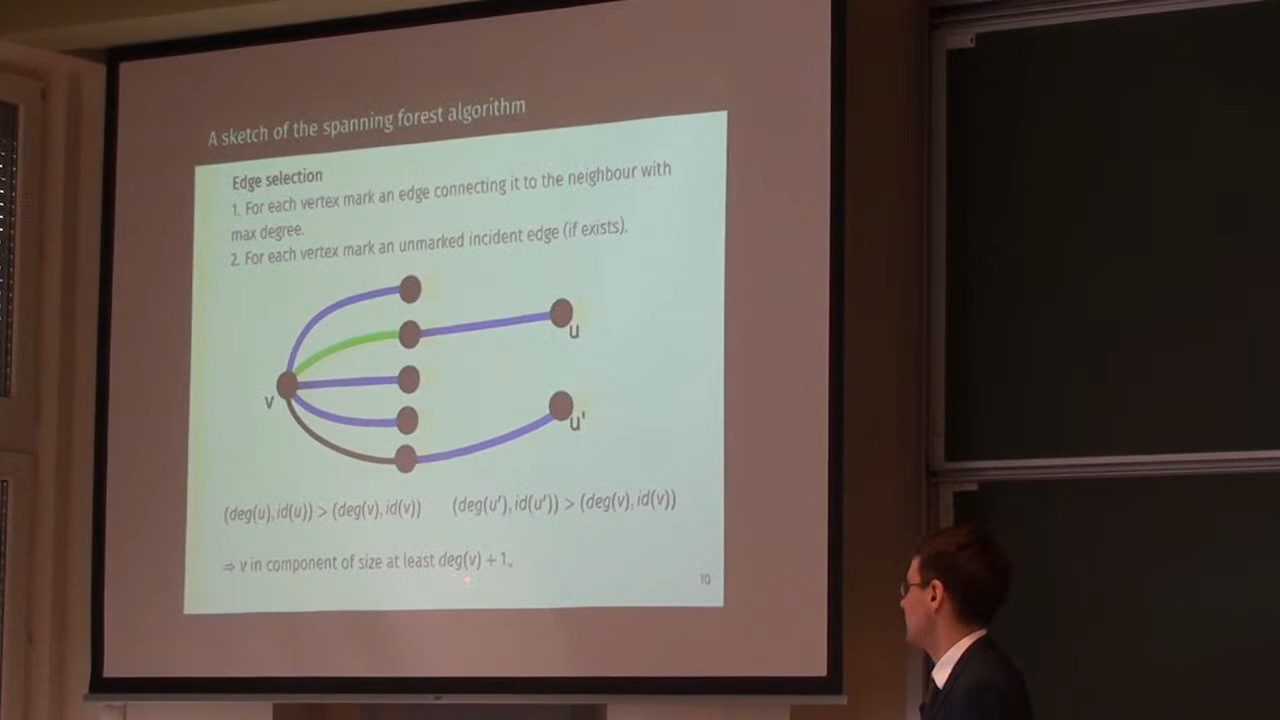 A sketch of the spanning forest algorithm
Edge selection
1. For each vertex mark an edge connecting it to the neighbour with
max degree.
2. For each vertex mark an unmarked incident edge (if exists).
u
v
u'
(deg(u), id(u)) > (deg(v), id(v)) (deg(u'), id(u')) > (deg(v), id(v))
⇒ v in component of size at least deg(v) + 1.,
10